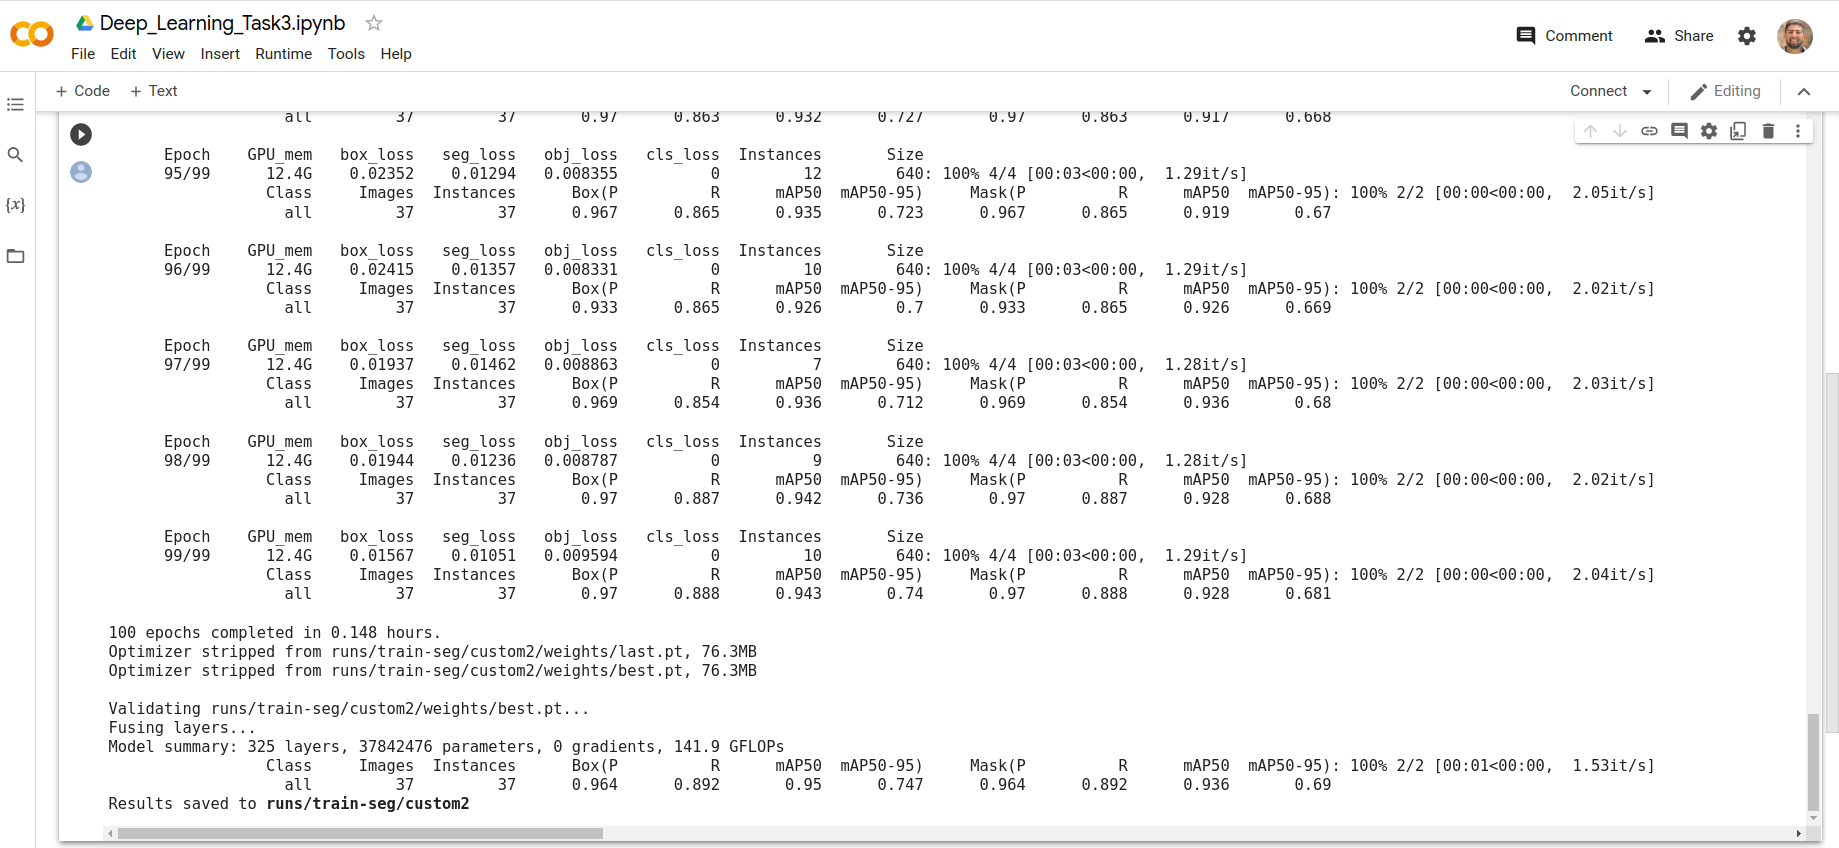 Deep_Learning_Task3.ipynb
File Edit View Insert Runtime Tools Help
Comment Share
+ Code + Text
Connect Editing
all 37 37 0.97 0.863 0.932 0.727 0.97 0.863 0.917 0.668
Epoch GPU_mem box_loss seg_loss obj_loss cls_loss Instances Size
95/99 12.4G 0.02352 0.01294 0.008355 0 12 640: 100% 4/4 [00:03<00:00, 1.29it/s]
Class Images Instances Box(P R mAP50 mAP50-95) Mask(P R mAP50 mAP50-95): 100% 2/2 [00:00<00:00, 2.05it/s]
all 37 37 0.967 0.865 0.935 0.723 0.967 0.865 0.919 0.67
Epoch GPU_mem box_loss seg_loss obj_loss cls_loss Instances Size
96/99 12.4G 0.02415 0.01357 0.008331 0 10 640: 100% 4/4 [00:03<00:00, 1.29it/s]
Class Images Instances Box(P R mAP50 mAP50-95) Mask(P R mAP50 mAP50-95): 100% 2/2 [00:00<00:00, 2.02it/s]
all 37 37 0.933 0.865 0.926 0.7 0.933 0.865 0.926 0.669
Epoch GPU_mem box_loss seg_loss obj_loss cls_loss Instances Size
97/99 12.4G 0.01937 0.01462 0.008863 0 7 640: 100% 4/4 [00:03<00:00, 1.28it/s]
Class Images Instances Box(P R mAP50 mAP50-95) Mask(P R mAP50 mAP50-95): 100% 2/2 [00:00<00:00, 2.03it/s]
all 37 37 0.969 0.854 0.936 0.712 0.969 0.854 0.936 0.68
Epoch GPU_mem box_loss seg_loss obj_loss cls_loss Instances Size
98/99 12.4G 0.01944 0.01236 0.008787 0 9 640: 100% 4/4 [00:03<00:00, 1.28it/s]
Class Images Instances Box(P R mAP50 mAP50-95) Mask(P R mAP50 mAP50-95): 100% 2/2 [00:00<00:00, 2.02it/s]
all 37 37 0.97 0.887 0.942 0.736 0.97 0.887 0.928 0.688
Epoch GPU_mem box_loss seg_loss obj_loss cls_loss Instances Size
99/99 12.4G 0.01567 0.01051 0.009594 0 10 640: 100% 4/4 [00:03<00:00, 1.29it/s]
Class Images Instances Box(P R mAP50 mAP50-95) Mask(P R mAP50 mAP50-95): 100% 2/2 [00:00<00:00, 2.04it/s]
all 37 37 0.97 0.888 0.943 0.74 0.97 0.888 0.928 0.681
100 epochs completed in 0.148 hours.
Optimizer stripped from runs/train-seg/custom2/weights/last.pt, 76.3MB
Optimizer stripped from runs/train-seg/custom2/weights/best.pt, 76.3MB
Validating runs/train-seg/custom2/weights/best.pt...
Fusing layers...
Model summary: 325 layers, 37842476 parameters, 0 gradients, 141.9 GFLOPs
Class Images Instances Box(P R mAP50 mAP50-95) Mask(P R mAP50 mAP50-95): 100% 2/2 [00:01<00:00, 1.53it/s]
all 37 37 0.964 0.892 0.95 0.747 0.964 0.892 0.936 0.69
Results saved to runs/train-seg/custom2